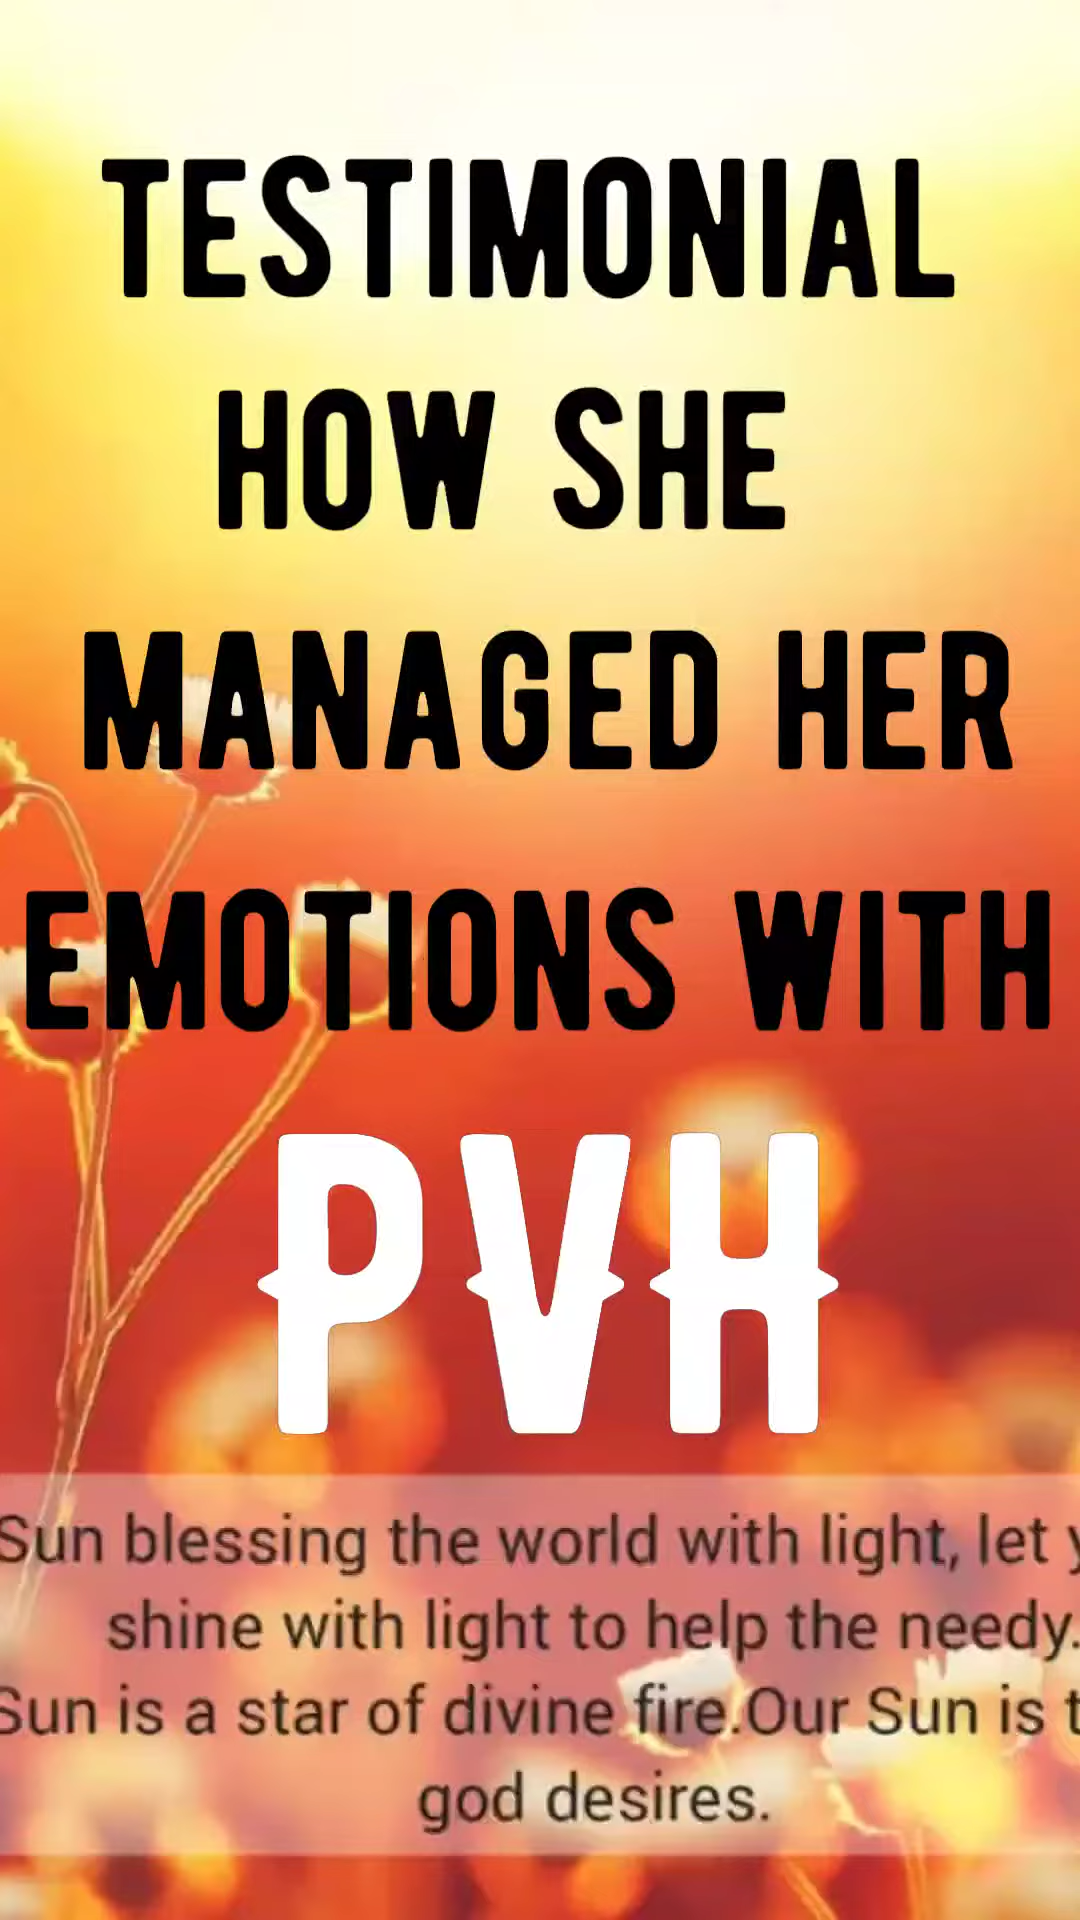 TESTIMONIAL
HOW SHE
MANAGED HER
EMOTIONS WITH
PVH
Sun blessing the world with light, let
shine with light to help the needy.
Sun is a star of divine fire.Our Sun is
god desires.